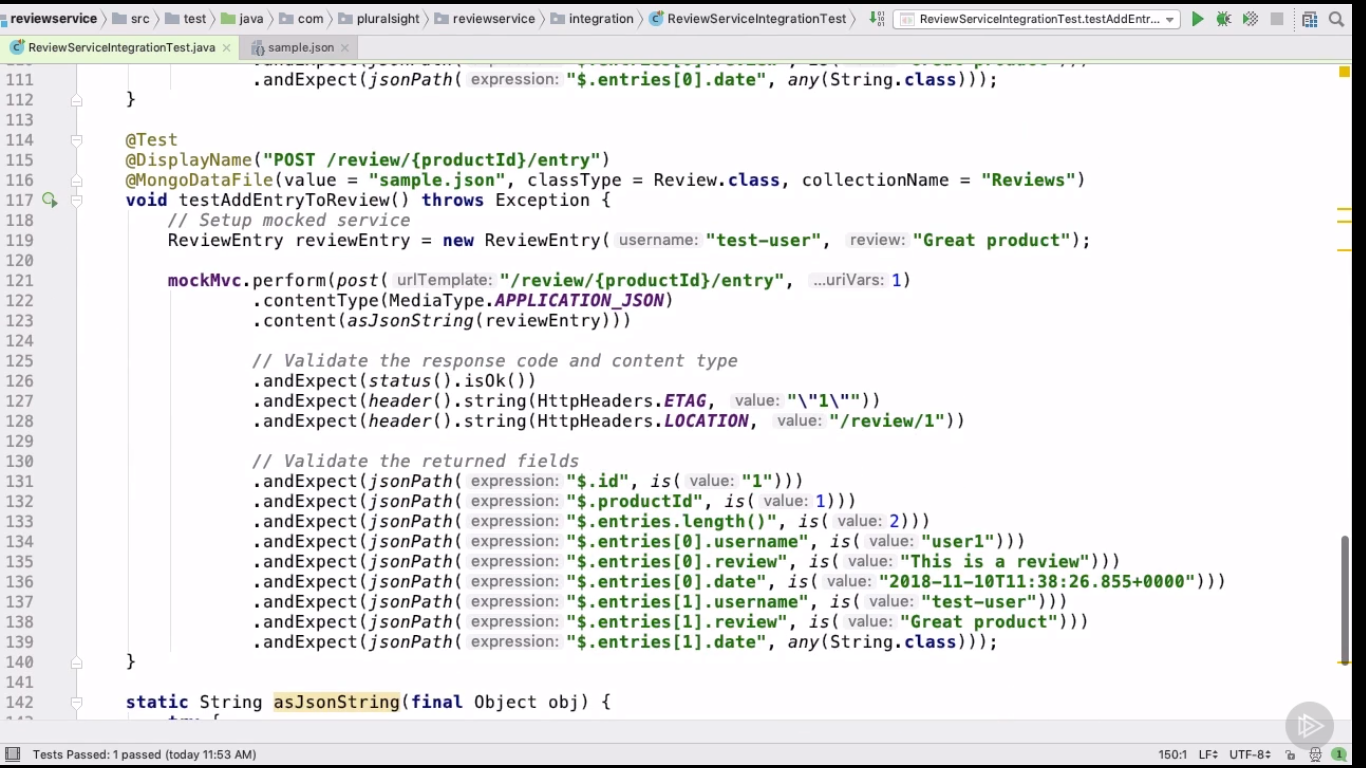 reviewservice src test java com pluralsight reviewservice integration ReviewServiceIntegrationTest ReviewServiceIntegrationTest.testAddEntr...
ReviewServiceIntegrationTest.java sample.json
111 .andExpect(jsonPath( expression: "$.entries[0].date", any(String.class)));
112 }
113
114 @Test
115 @DisplayName("POST /review/{productId}/entry")
116 @MongoDataFile(value = "sample.json", classType = Review.class, collectionName = "Reviews")
117 void testAddEntryToReview() throws Exception {
118 // Setup mocked service
119 ReviewEntry reviewEntry = new ReviewEntry( username: "test-user", review: "Great product");
120
121 mockMvc.perform(post( urlTemplate: "/review/{productId}/entry", ...uriVars: 1)
122 .contentType(MediaType.APPLICATION_JSON)
123 .content(asJsonString(reviewEntry)))
124
125 // Validate the response code and content type
126 .andExpect(status().isOk())
127 .andExpect(header().string(HttpHeaders.ETAG, value: "\"1\""))
128 .andExpect(header().string(HttpHeaders.LOCATION, value: "/review/1"))
129
130 // Validate the returned fields
131 .andExpect(jsonPath( expression: "$.id", is( value: "1")))
132 .andExpect(jsonPath( expression: "$.productId", is( value: 1)))
133 .andExpect(jsonPath( expression: "$.entries.length()", is( value: 2)))
134 .andExpect(jsonPath( expression: "$.entries[0].username", is( value: "user1")))
135 .andExpect(jsonPath( expression: "$.entries[0].review", is( value: "This is a review")))
136 .andExpect(jsonPath( expression: "$.entries[0].date", is( value: "2018-11-10T11:38:26.855+0000")))
137 .andExpect(jsonPath( expression: "$.entries[1].username", is( value: "test-user")))
138 .andExpect(jsonPath( expression: "$.entries[1].review", is( value: "Great product")))
139 .andExpect(jsonPath( expression: "$.entries[1].date", any(String.class)));
140 }
141
142 static String asJsonString(final Object obj) {
Tests Passed: 1 passed (today 11:53 AM) 150:1 LF UTF-8 1